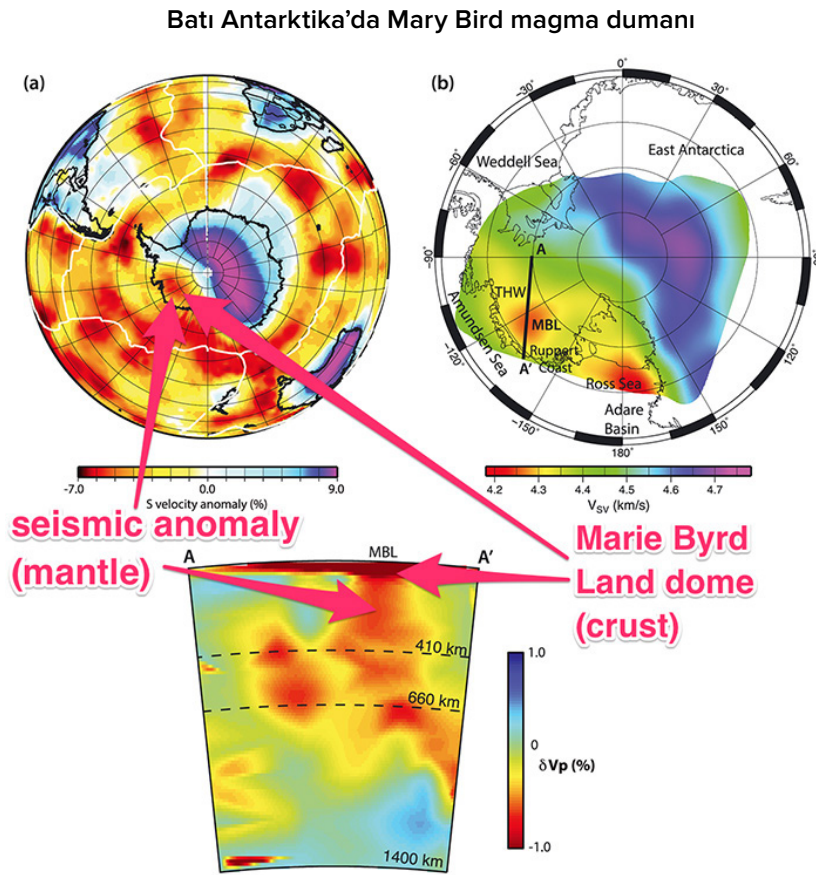 Batı Antarktika’da Mary Bird magma dumanı
(a)
(b)
0˚
30˚
60˚
120˚
150˚
180˚
−150˚
−120˚
−90˚
−60˚
−30˚
Weddell Sea
East Antarctica
A
THW
MBL
A’
Ruppert
Coast
Amundsen Sea
Ross Sea
Adare
Basin
-7.0 0.0 9.0
S velocity anomaly (%)
4.2 4.3 4.4 4.5 4.6 4.7
VSV (km/s)
seismic anomaly
(mantle)
Marie Byrd
Land dome
(crust)
A MBL A’
410 km
660 km
1400 km
1.0
0
δVp (%)
-1.0